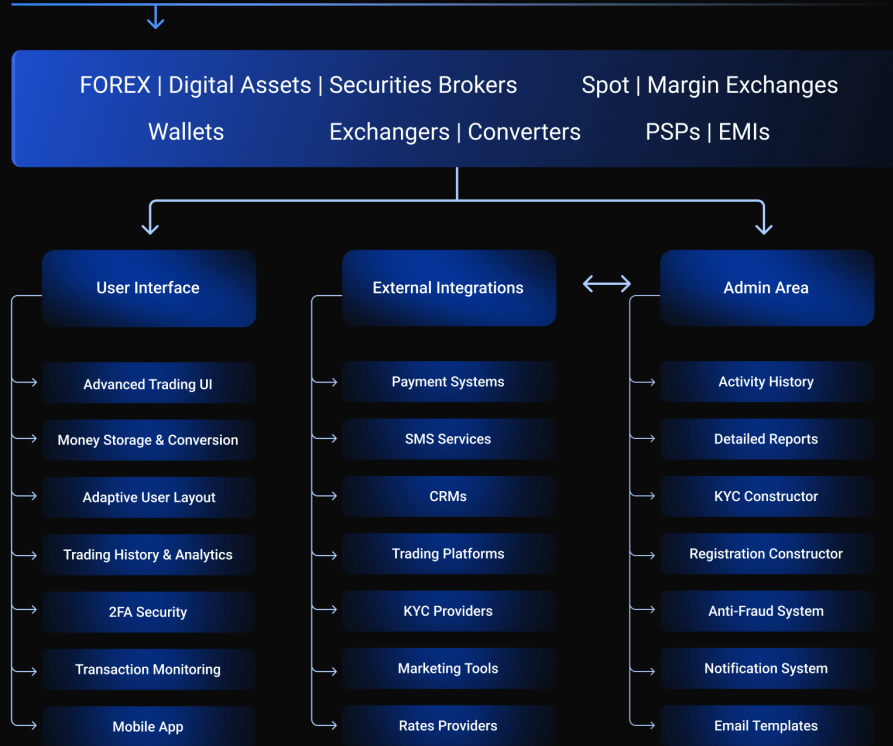 FOREX | Digital Assets | Securities Brokers
Spot | Margin Exchanges
Wallets
Exchangers | Converters
PSPs | EMIs
User Interface
Advanced Trading UI
Money Storage & Conversion
Adaptive User Layout
Trading History & Analytics
2FA Security
Transaction Monitoring
Mobile App
External Integrations
Payment Systems
SMS Services
CRMs
Trading Platforms
KYC Providers
Marketing Tools
Rates Providers
Admin Area
Activity History
Detailed Reports
KYC Constructor
Registration Constructor
Anti-Fraud System
Notification System
Email Templates